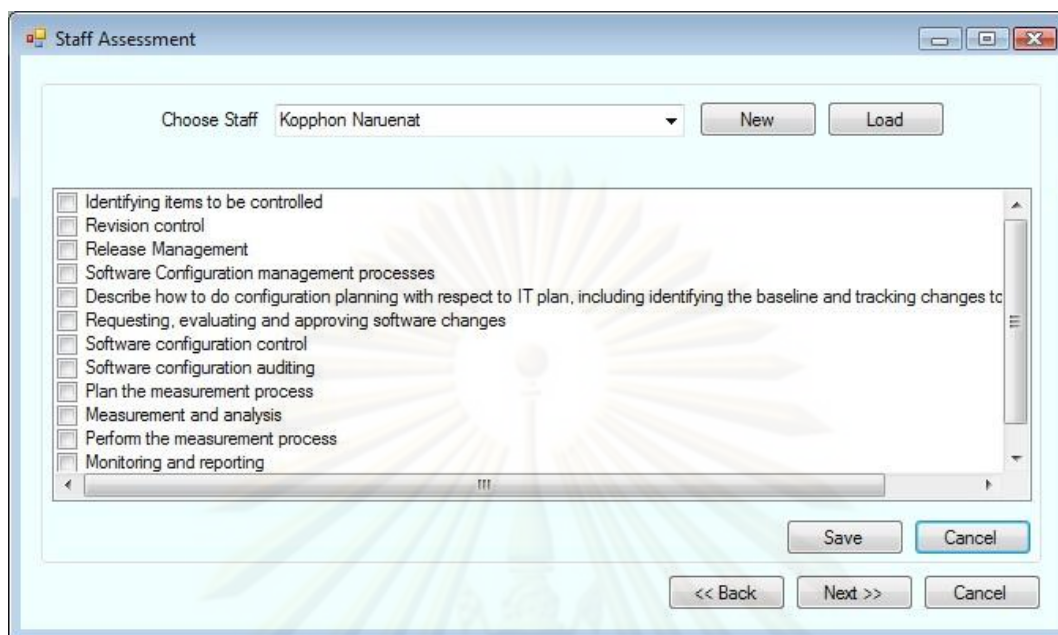 Staff Assessment
Choose Staff Kopphon Naruenat New Load
Identifying items to be controlled
Revision control
Release Management
Software Configuration management processes
Describe how to do configuration planning with respect to IT plan, including identifying the baseline and tracking changes to
Requesting, evaluating and approving software changes
Software configuration control
Software configuration auditing
Plan the measurement process
Measurement and analysis
Perform the measurement process
Monitoring and reporting
Save Cancel
<< Back Next >> Cancel